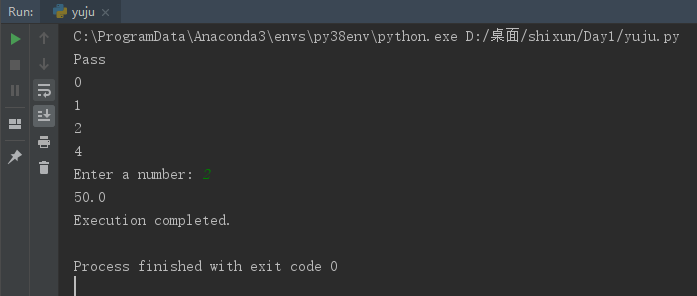 Run: yuju ×
C:\ProgramData\Anaconda3\envs\py38env\python.exe D:/桌面/shixun/Day1/yuju.py
Pass
0
1
2
4
Enter a number: 2
50.0
Execution completed.
Process finished with exit code 0